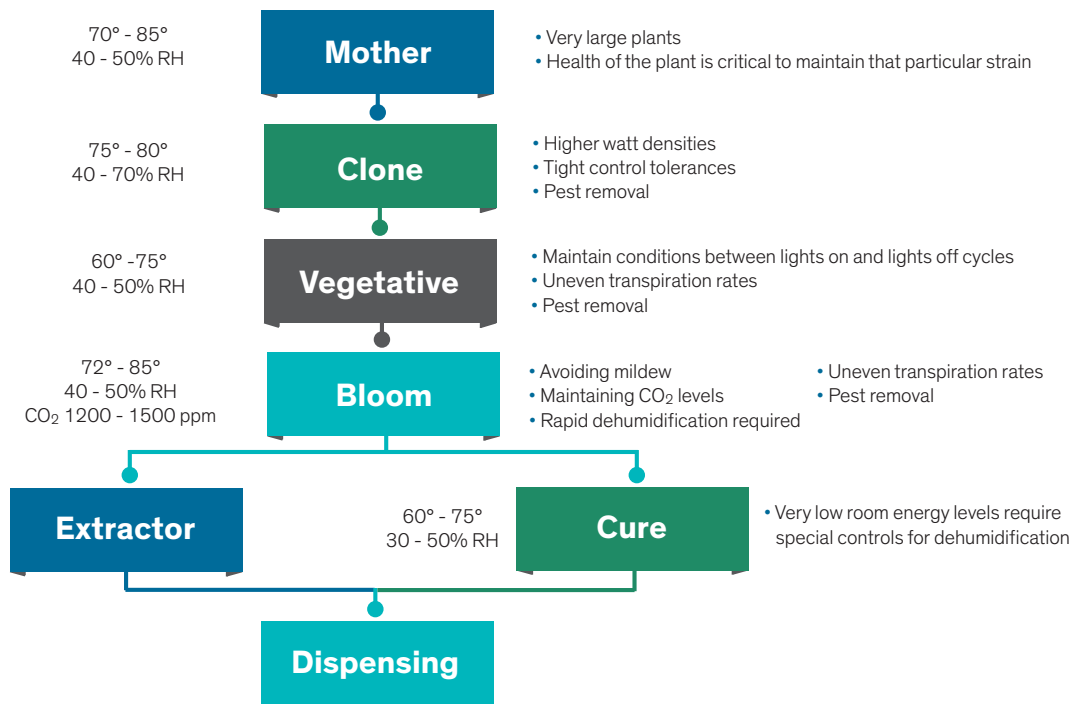 70° - 85°
40 - 50% RH
Mother
• Very large plants
• Health of the plant is critical to maintain that particular strain
75° - 80°
40 - 70% RH
Clone
• Higher watt densities
• Tight control tolerances
• Pest removal
60° -75°
40 - 50% RH
Vegetative
• Maintain conditions between lights on and lights off cycles
• Uneven transpiration rates
• Pest removal
72° - 85°
40 - 50% RH
CO₂ 1200 - 1500 ppm
Bloom
• Avoiding mildew
• Maintaining CO₂ levels
• Rapid dehumidification required
• Uneven transpiration rates
• Pest removal
Extractor
60° - 75°
30 - 50% RH
Cure
• Very low room energy levels require
special controls for dehumidification
Dispensing